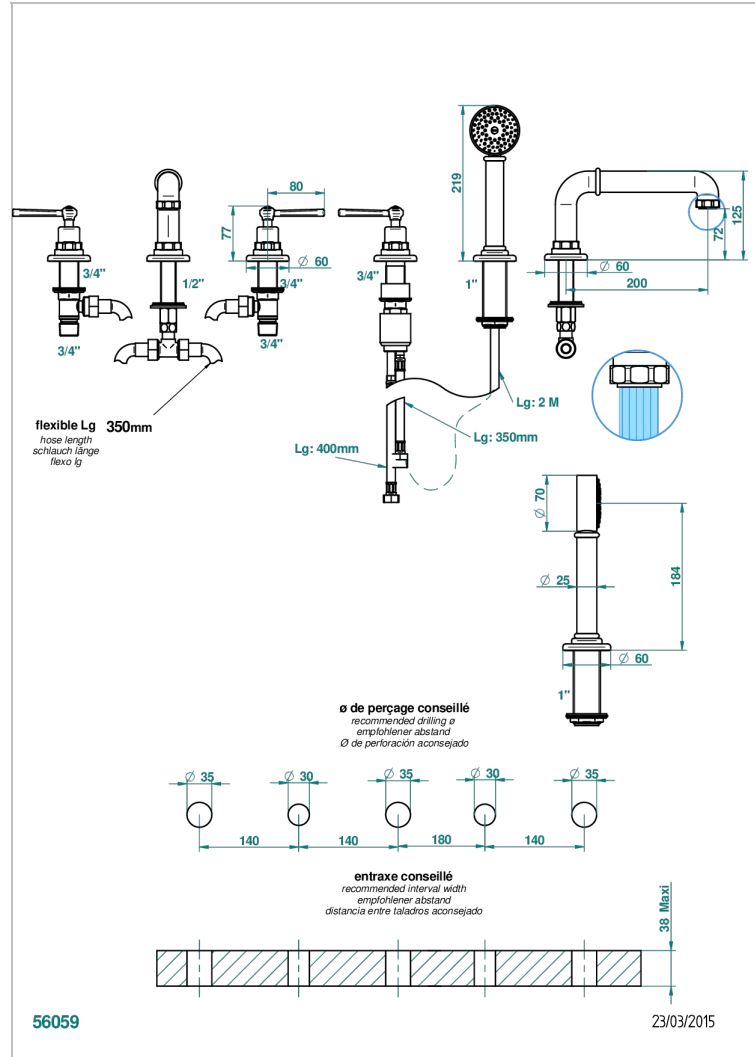 80
219
77
125
72
3/4"
Ø 60
3/4"
Ø 60
1/2"
3/4"
1"
200
3/4"
3/4"
Lg: 2 M
flexible Lg 350mm
hose length
schlauch länge
flexo lg
Lg: 350mm
Lg: 400mm
Ø 70
184
Ø 25
Ø 60
1"
ø de perçage conseillé
recommended drilling ø
empfohlener abstand
Ø de perforación aconsejado
Ø 35 Ø 30 Ø 35 Ø 30 Ø 35
140 140 180 140
entraxe conseillé
recommended interval width
empfohlener abstand
distancia entre taladros aconsejado
38 Maxi
56059
23/03/2015